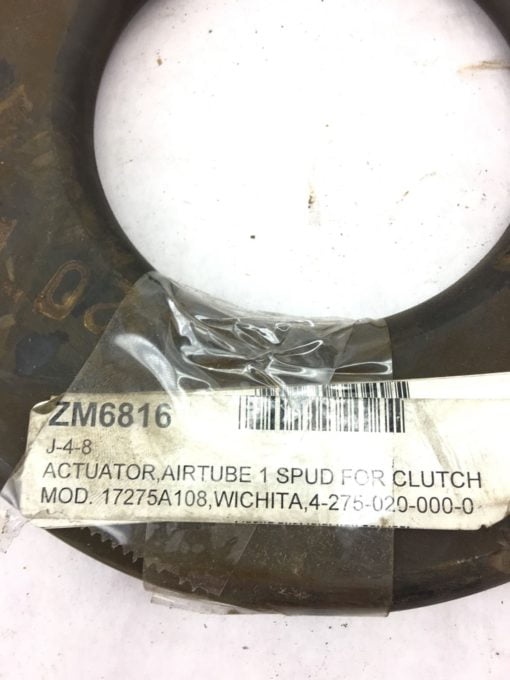 ZM6816
J-4-8
ACTUATOR,AIRTUBE 1 SPUD FOR CLUTCH
MOD. 17275A108,WICHITA,4-275-020-000-0